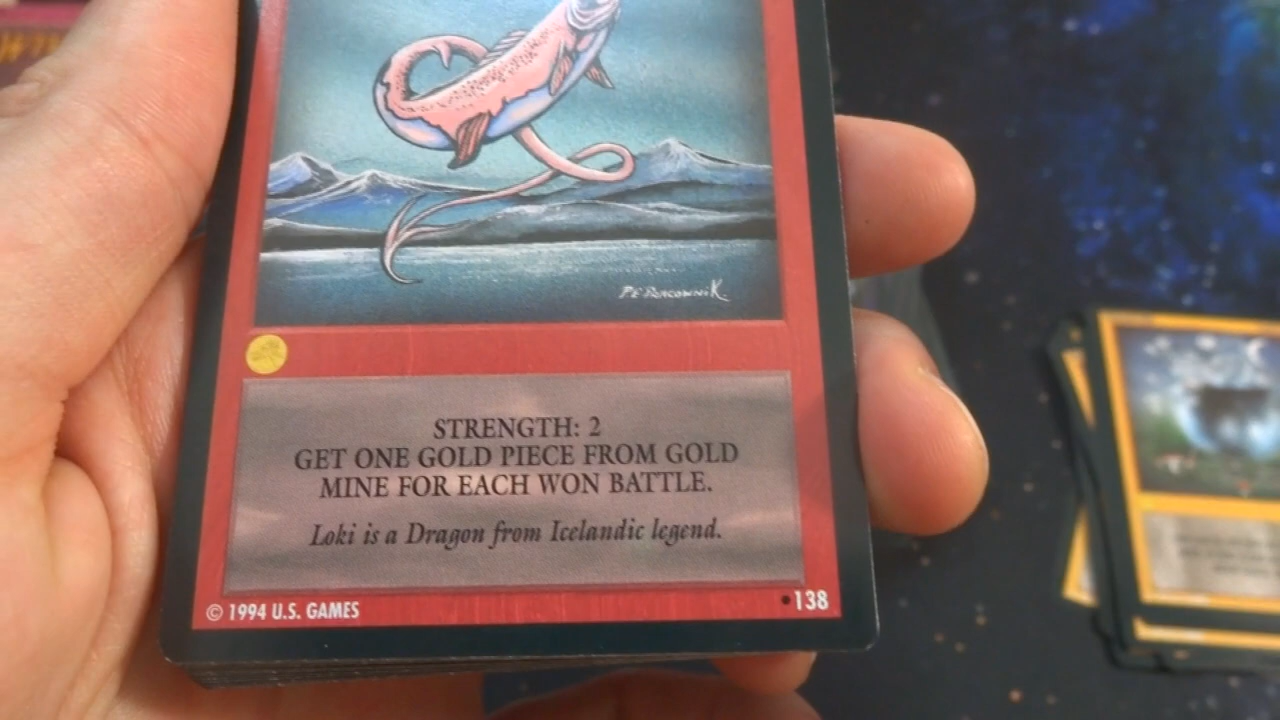 STRENGTH: 2
GET ONE GOLD PIECE FROM GOLD
MINE FOR EACH WON BATTLE.
Loki is a Dragon from Icelandic legend.
© 1994 U.S. GAMES
•138